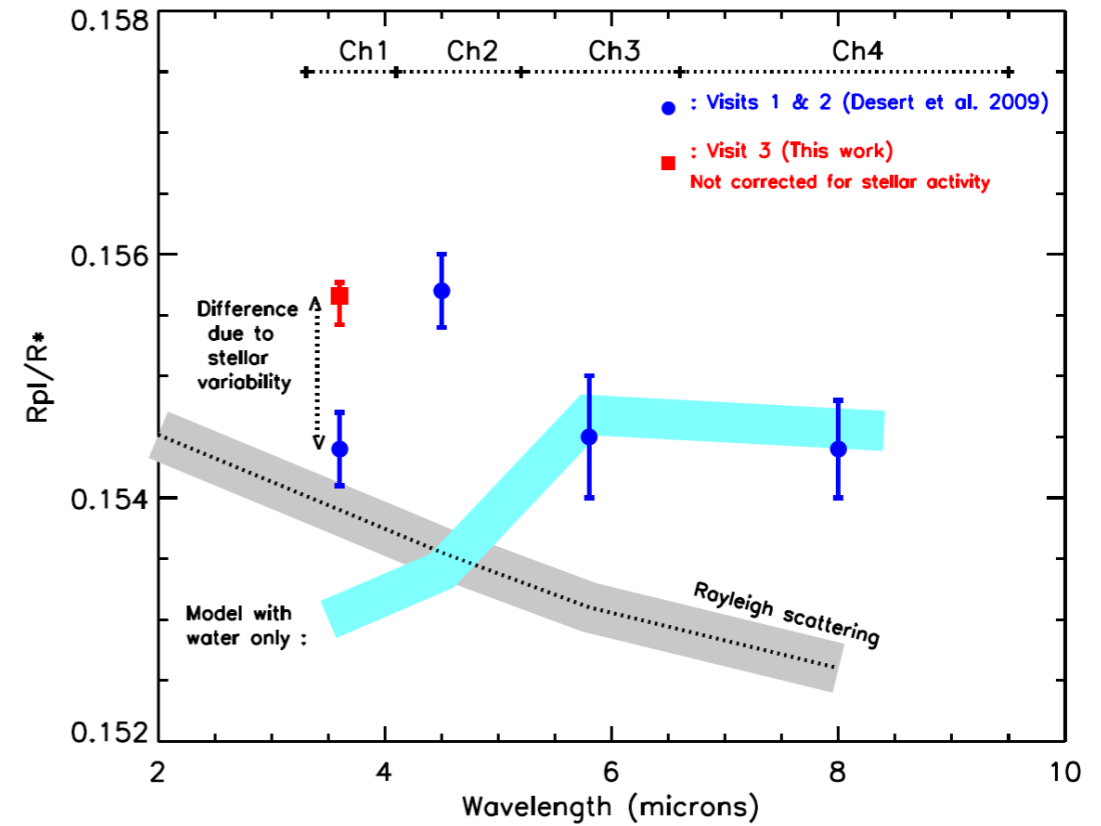 0.158
Ch1 Ch2 Ch3 Ch4
: Visits 1 & 2 (Desert et al. 2009)
: Visit 3 (This work)
Not corrected for stellar activity
0.156
Difference
due to
stellar
variability
Rpl/R*
0.154
Rayleigh scattering
Model with
water only :
0.152
2 4 6 8 10
Wavelength (microns)